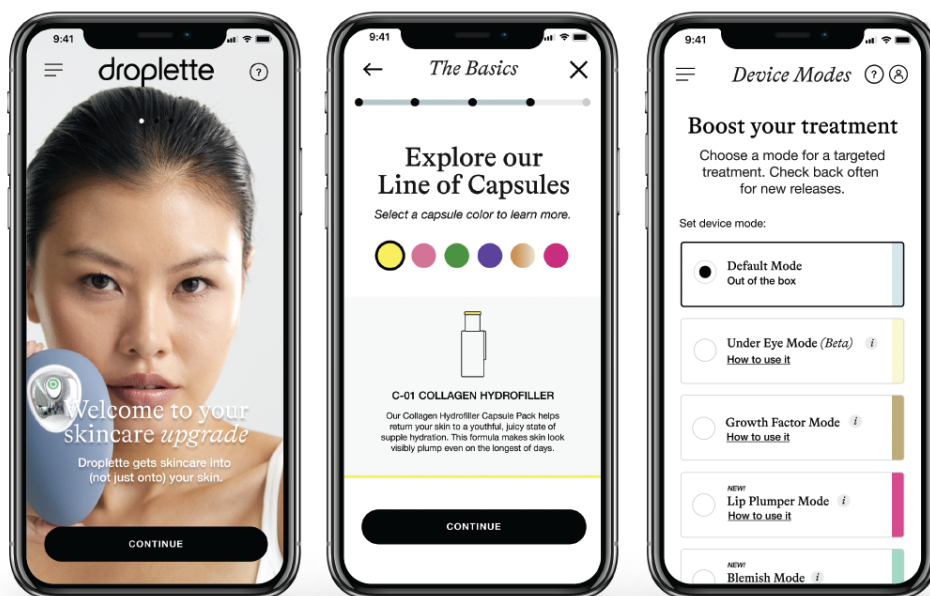 9:41
droplette
?
Welcome to your
skincare upgrade
Droplette gets skincare into
(not just onto) your skin.
CONTINUE
9:41
The Basics
Explore our
Line of Capsules
Select a capsule color to learn more.
C-01 COLLAGEN HYDROFILLER
Our Collagen Hydrofiller Capsule Pack helps
return your skin to a youthful, juicy state of
supple hydration. This formula makes skin look
visibly plump even on the longest of days.
CONTINUE
9:41
Device Modes ?
Boost your treatment
Choose a mode for a targeted
treatment. Check back often
for new releases.
Set device mode:
Default Mode
Out of the box
Under Eye Mode (Beta) i
How to use it
Growth Factor Mode i
How to use it
NEW!
Lip Plumper Mode i
How to use it
NEW!
Blemish Mode i